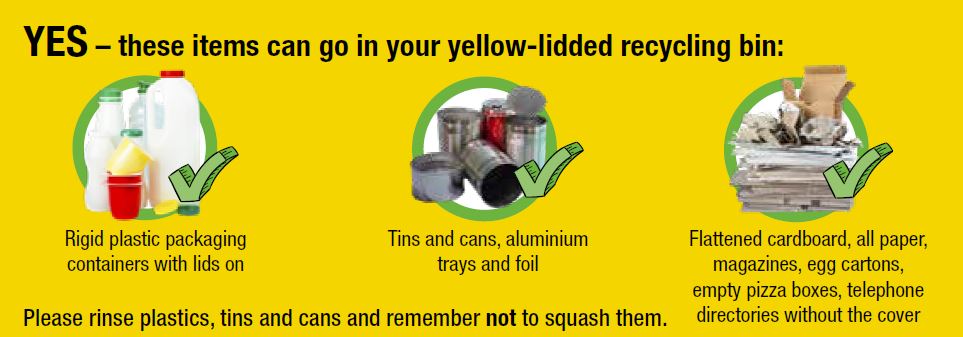 YES – these items can go in your yellow-lidded recycling bin:
Rigid plastic packaging
containers with lids on
Tins and cans, aluminium
trays and foil
Flattened cardboard, all paper,
magazines, egg cartons,
empty pizza boxes, telephone
directories without the cover
Please rinse plastics, tins and cans and remember not to squash them.